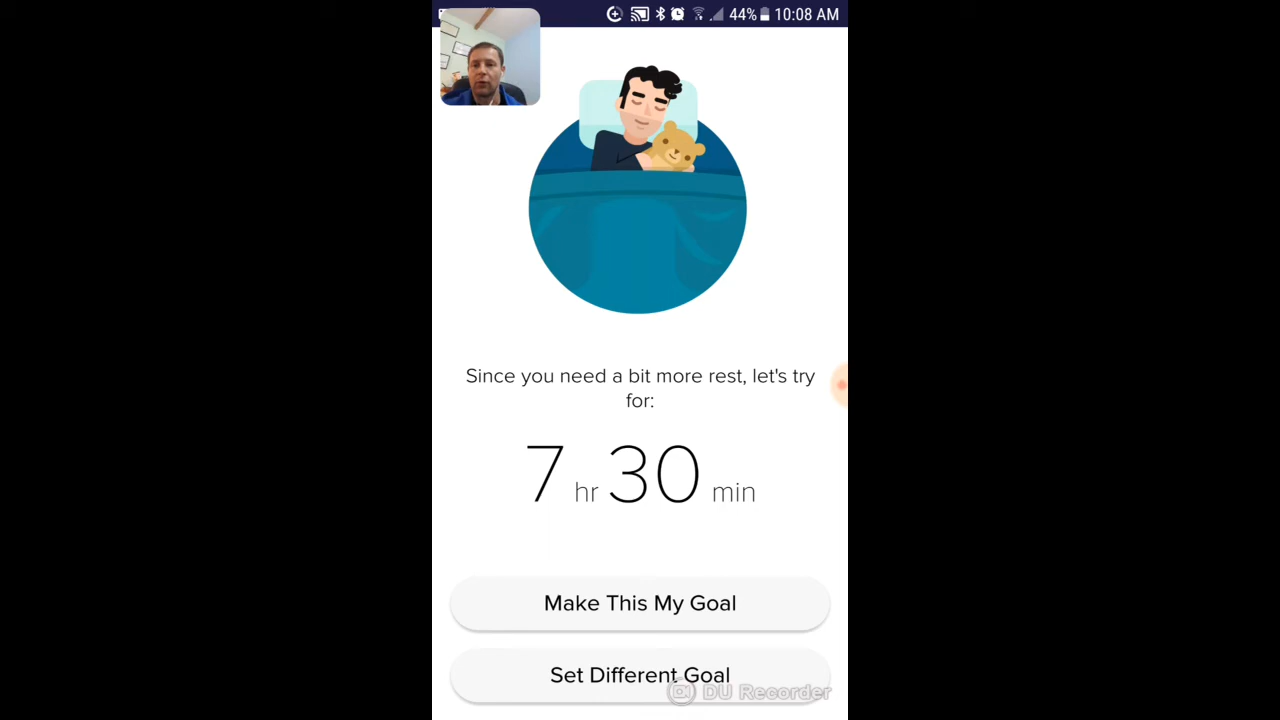 44% 10:08 AM
Since you need a bit more rest, let's try
for:
7 hr 30 min
Make This My Goal
Set Different Goal
DU Recorder